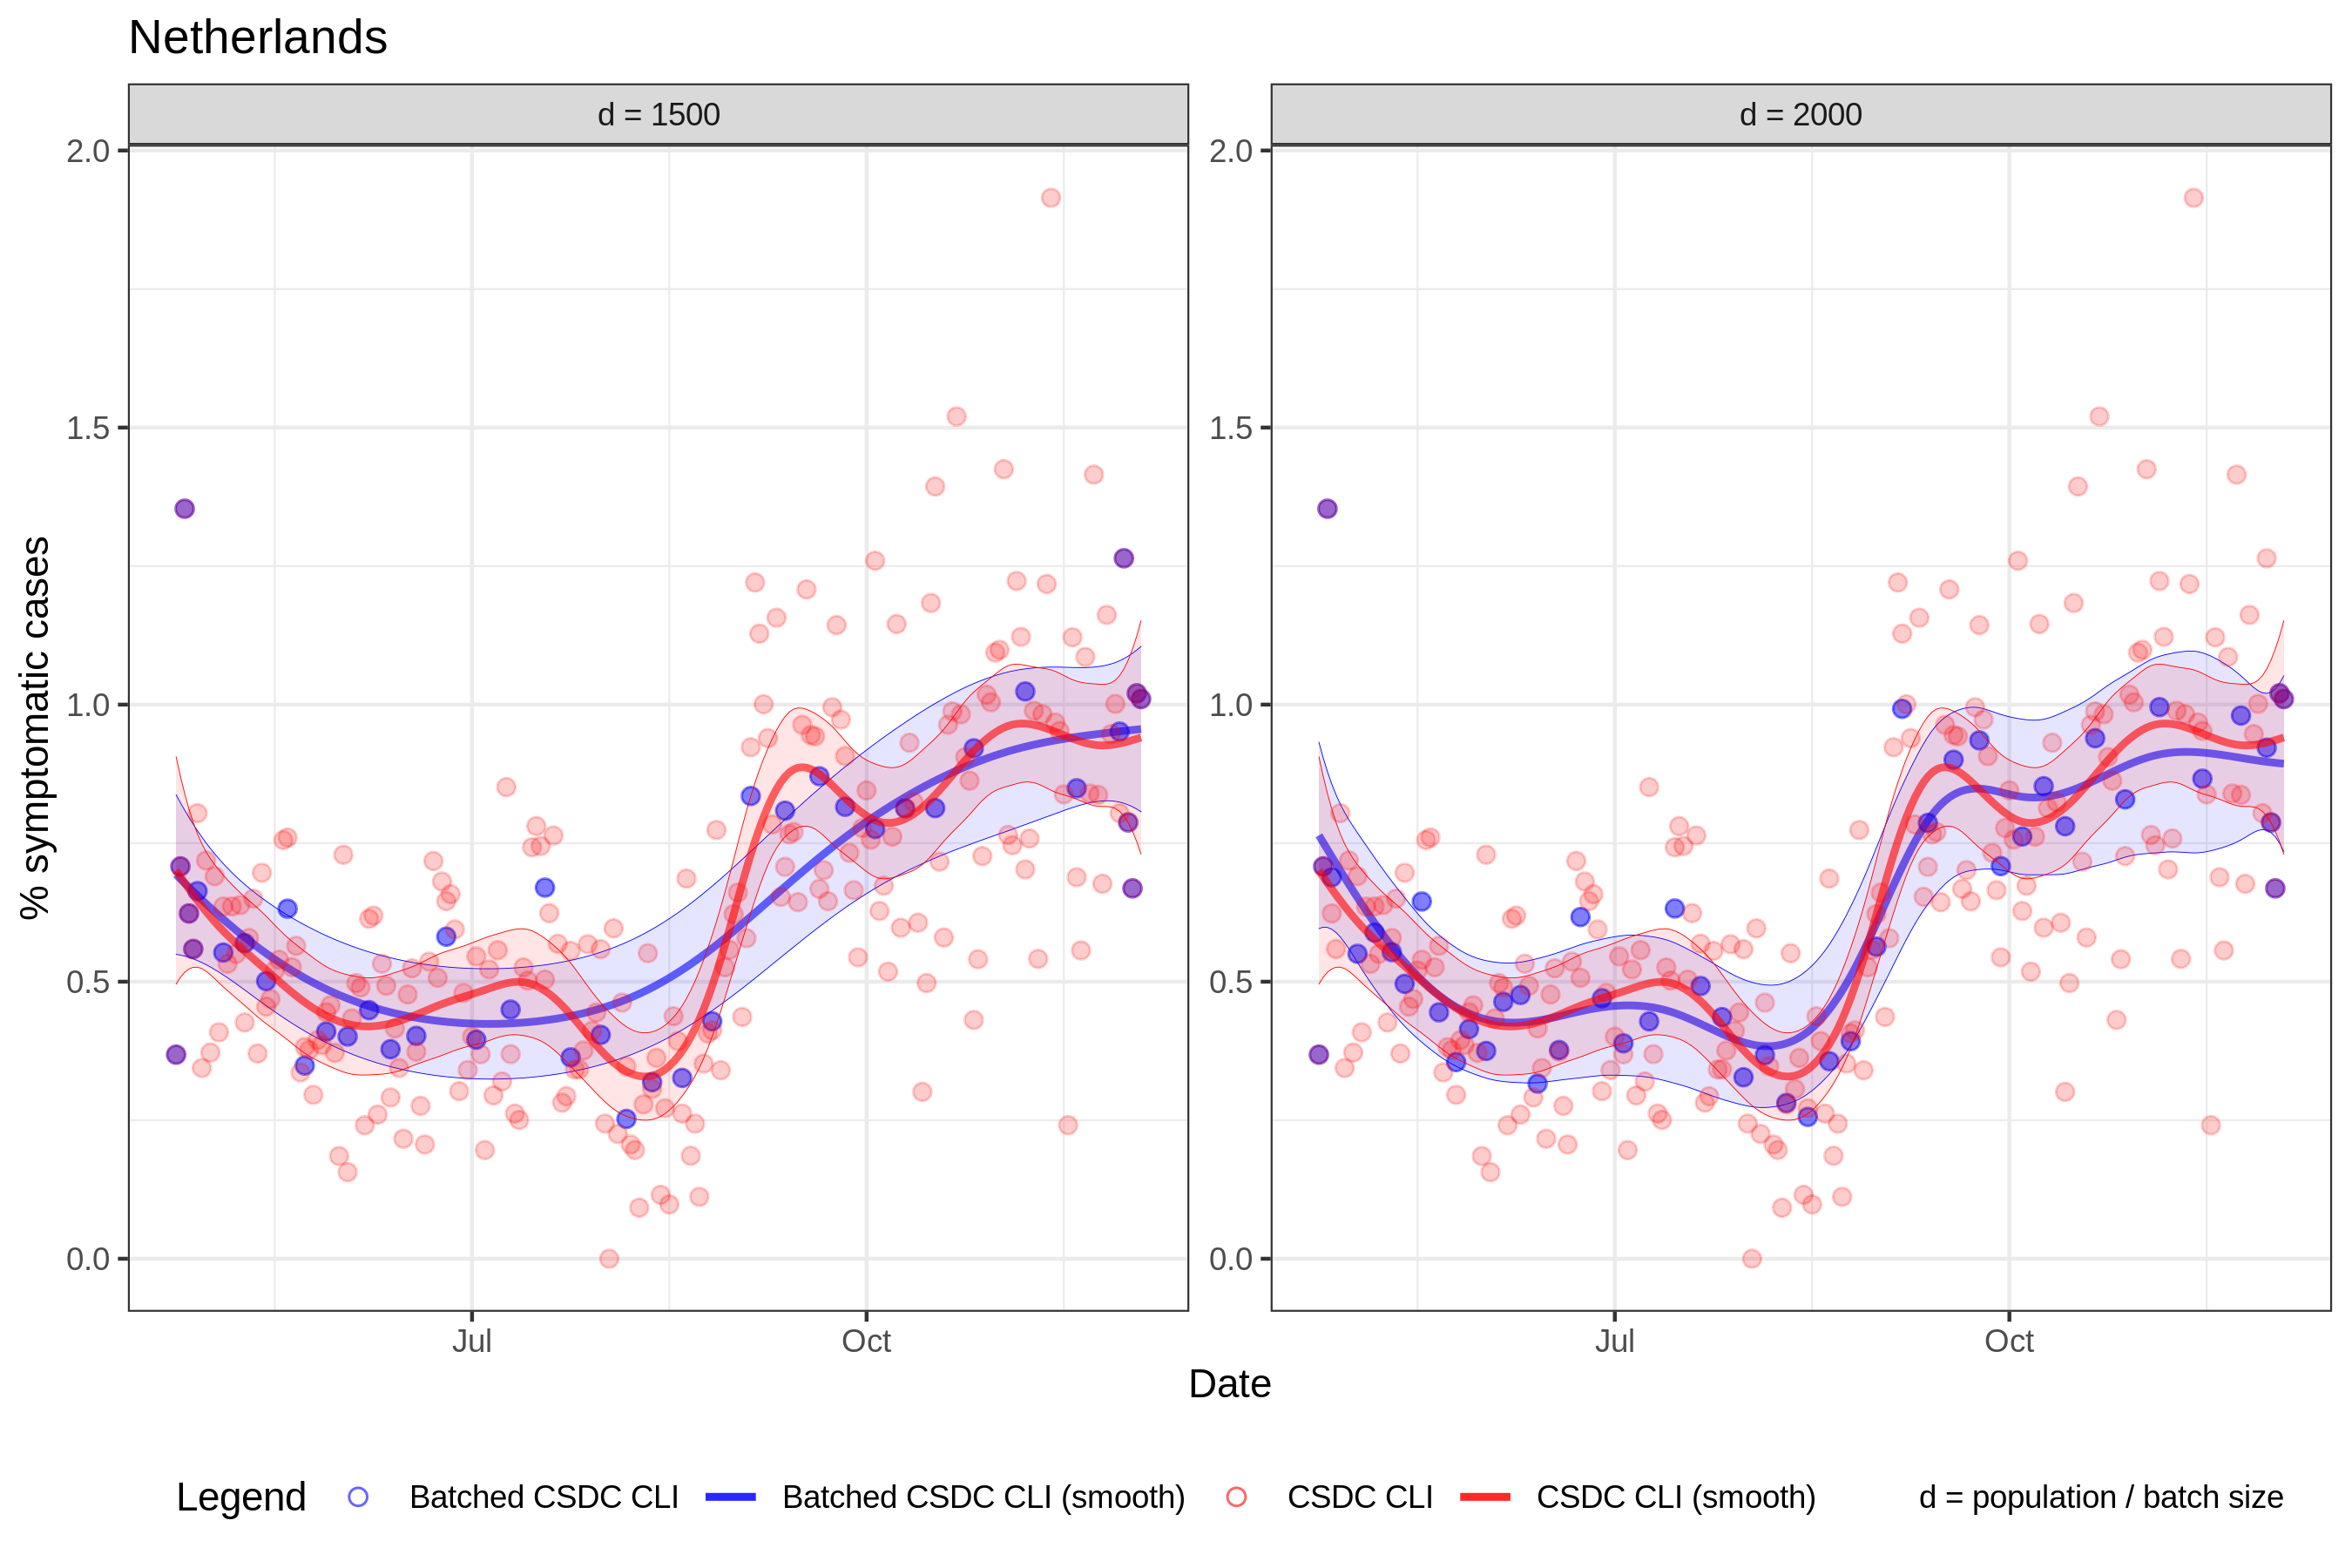 Netherlands
d = 1500
d = 2000
% symptomatic cases
2.0
1.5
1.0
0.5
0.0
2.0
1.5
1.0
0.5
0.0
Jul
Oct
Jul
Oct
Date
Legend
Batched CSDC CLI
Batched CSDC CLI (smooth)
CSDC CLI
CSDC CLI (smooth)
d = population / batch size